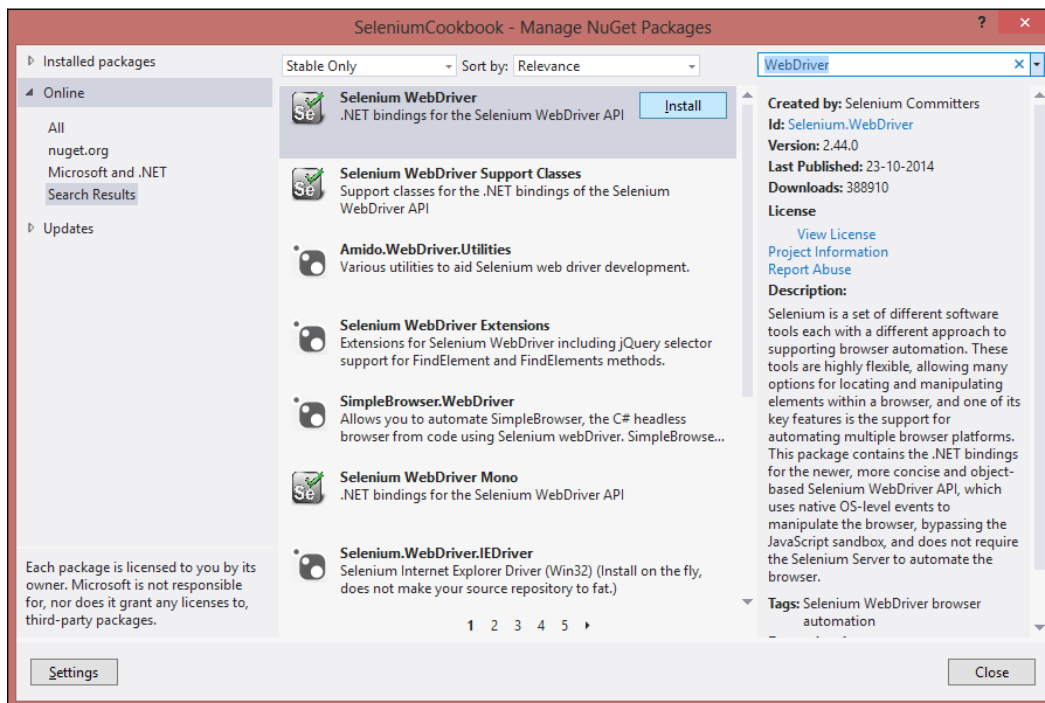 SeleniumCookbook - Manage NuGet Packages
?
Installed packages
Online
All
nuget.org
Microsoft and .NET
Search Results
Updates
Each package is licensed to you by its
owner. Microsoft is not responsible
for, nor does it grant any licenses to,
third-party packages.
Stable Only
Sort by: Relevance
Selenium WebDriver
.NET bindings for the Selenium WebDriver API
Install
Selenium WebDriver Support Classes
Support classes for the .NET bindings of the Selenium
WebDriver API
Amido.WebDriver.Utilities
Various utilities to aid Selenium web driver development.
Selenium WebDriver Extensions
Extensions for Selenium WebDriver including jQuery selector
support for FindElement and FindElements methods.
SimpleBrowser.WebDriver
Allows you to automate SimpleBrowser, the C# headless
browser from code using Selenium webDriver. SimpleBrowse...
Selenium WebDriver Mono
.NET bindings for the Selenium WebDriver API
Selenium.WebDriver.IEDriver
Selenium Internet Explorer Driver (Win32) (Install on the fly,
does not make your source repository to fat.)
1 2 3 4 5
WebDriver
Created by: Selenium Committers
Id: Selenium.WebDriver
Version: 2.44.0
Last Published: 23-10-2014
Downloads: 388910
License
View License
Project Information
Report Abuse
Description:
Selenium is a set of different software
tools each with a different approach to
supporting browser automation. These
tools are highly flexible, allowing many
options for locating and manipulating
elements within a browser, and one of its
key features is the support for
automating multiple browser platforms.
This package contains the .NET bindings
for the newer, more concise and object-
based Selenium WebDriver API, which
uses native OS-level events to
manipulate the browser, bypassing the
JavaScript sandbox, and does not require
the Selenium Server to automate the
browser.
Tags: Selenium WebDriver browser
automation
Settings
Close